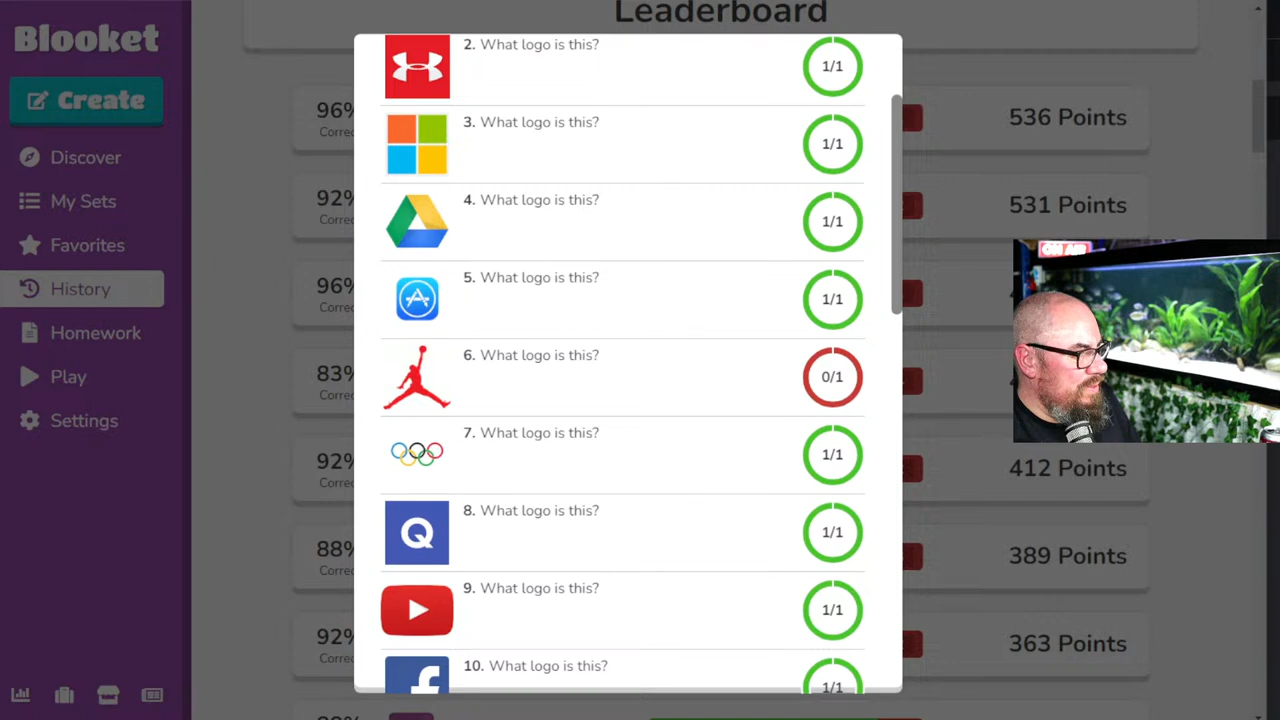 Leaderboard
Blooket
Create
Discover
My Sets
Favorites
History
Homework
Play
Settings
2. What logo is this?
1/1
3. What logo is this?
1/1
4. What logo is this?
1/1
5. What logo is this?
1/1
6. What logo is this?
0/1
7. What logo is this?
1/1
8. What logo is this?
Q
1/1
9. What logo is this?
1/1
10. What logo is this?
f
1/1
96%
536 Points
92%
531 Points
96%
83%
92%
412 Points
88%
389 Points
92%
363 Points